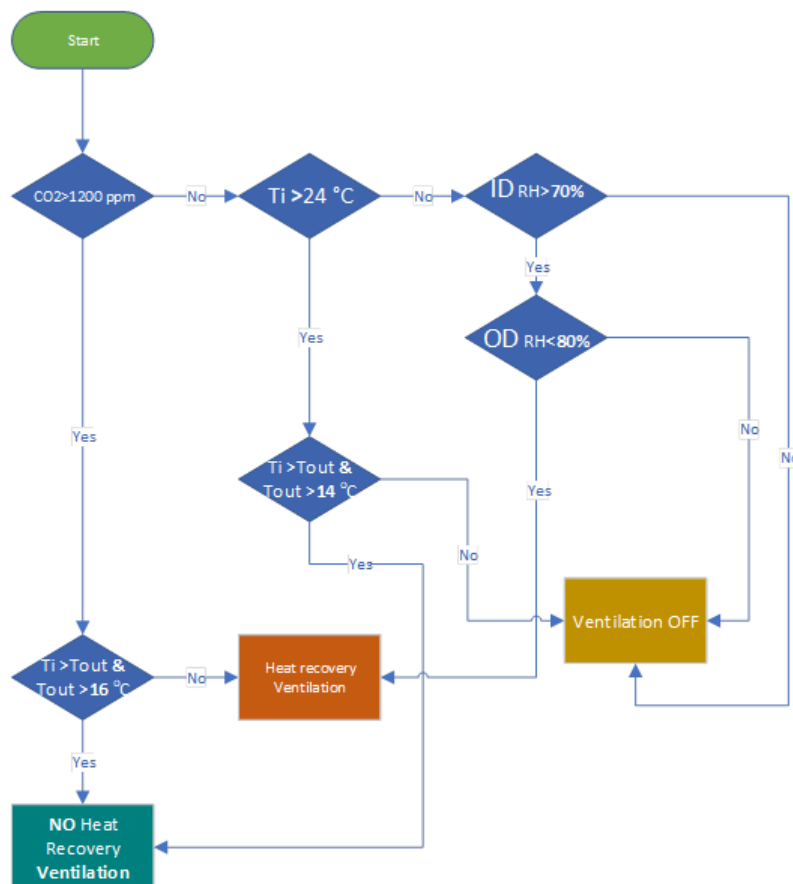 Start
CO2>1200 ppm
No
Ti >24 °C
No
ID RH>70%
Yes
OD RH<80%
Yes
Yes
No
No
Ti >Tout &
Tout >14 °C
Yes
No
Yes
Ventilation OFF
Ti >Tout &
Tout >16 °C
No
Heat recovery
Ventilation
Yes
NO Heat
Recovery
Ventilation